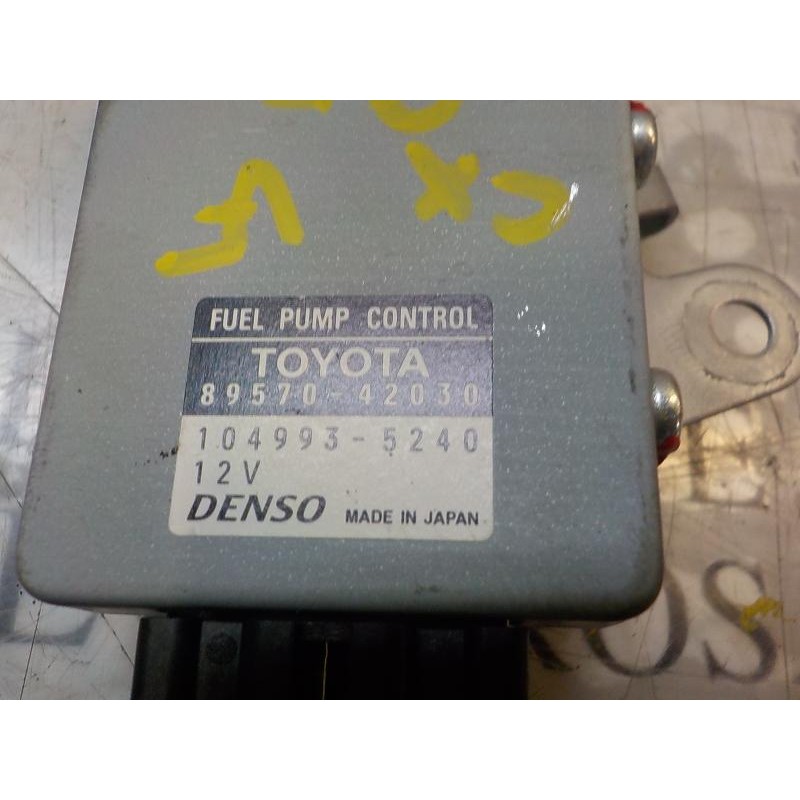 FUEL PUMP CONTROL
TOYOTA
89570-42030
104993-5240
12V
DENSO MADE IN JAPAN